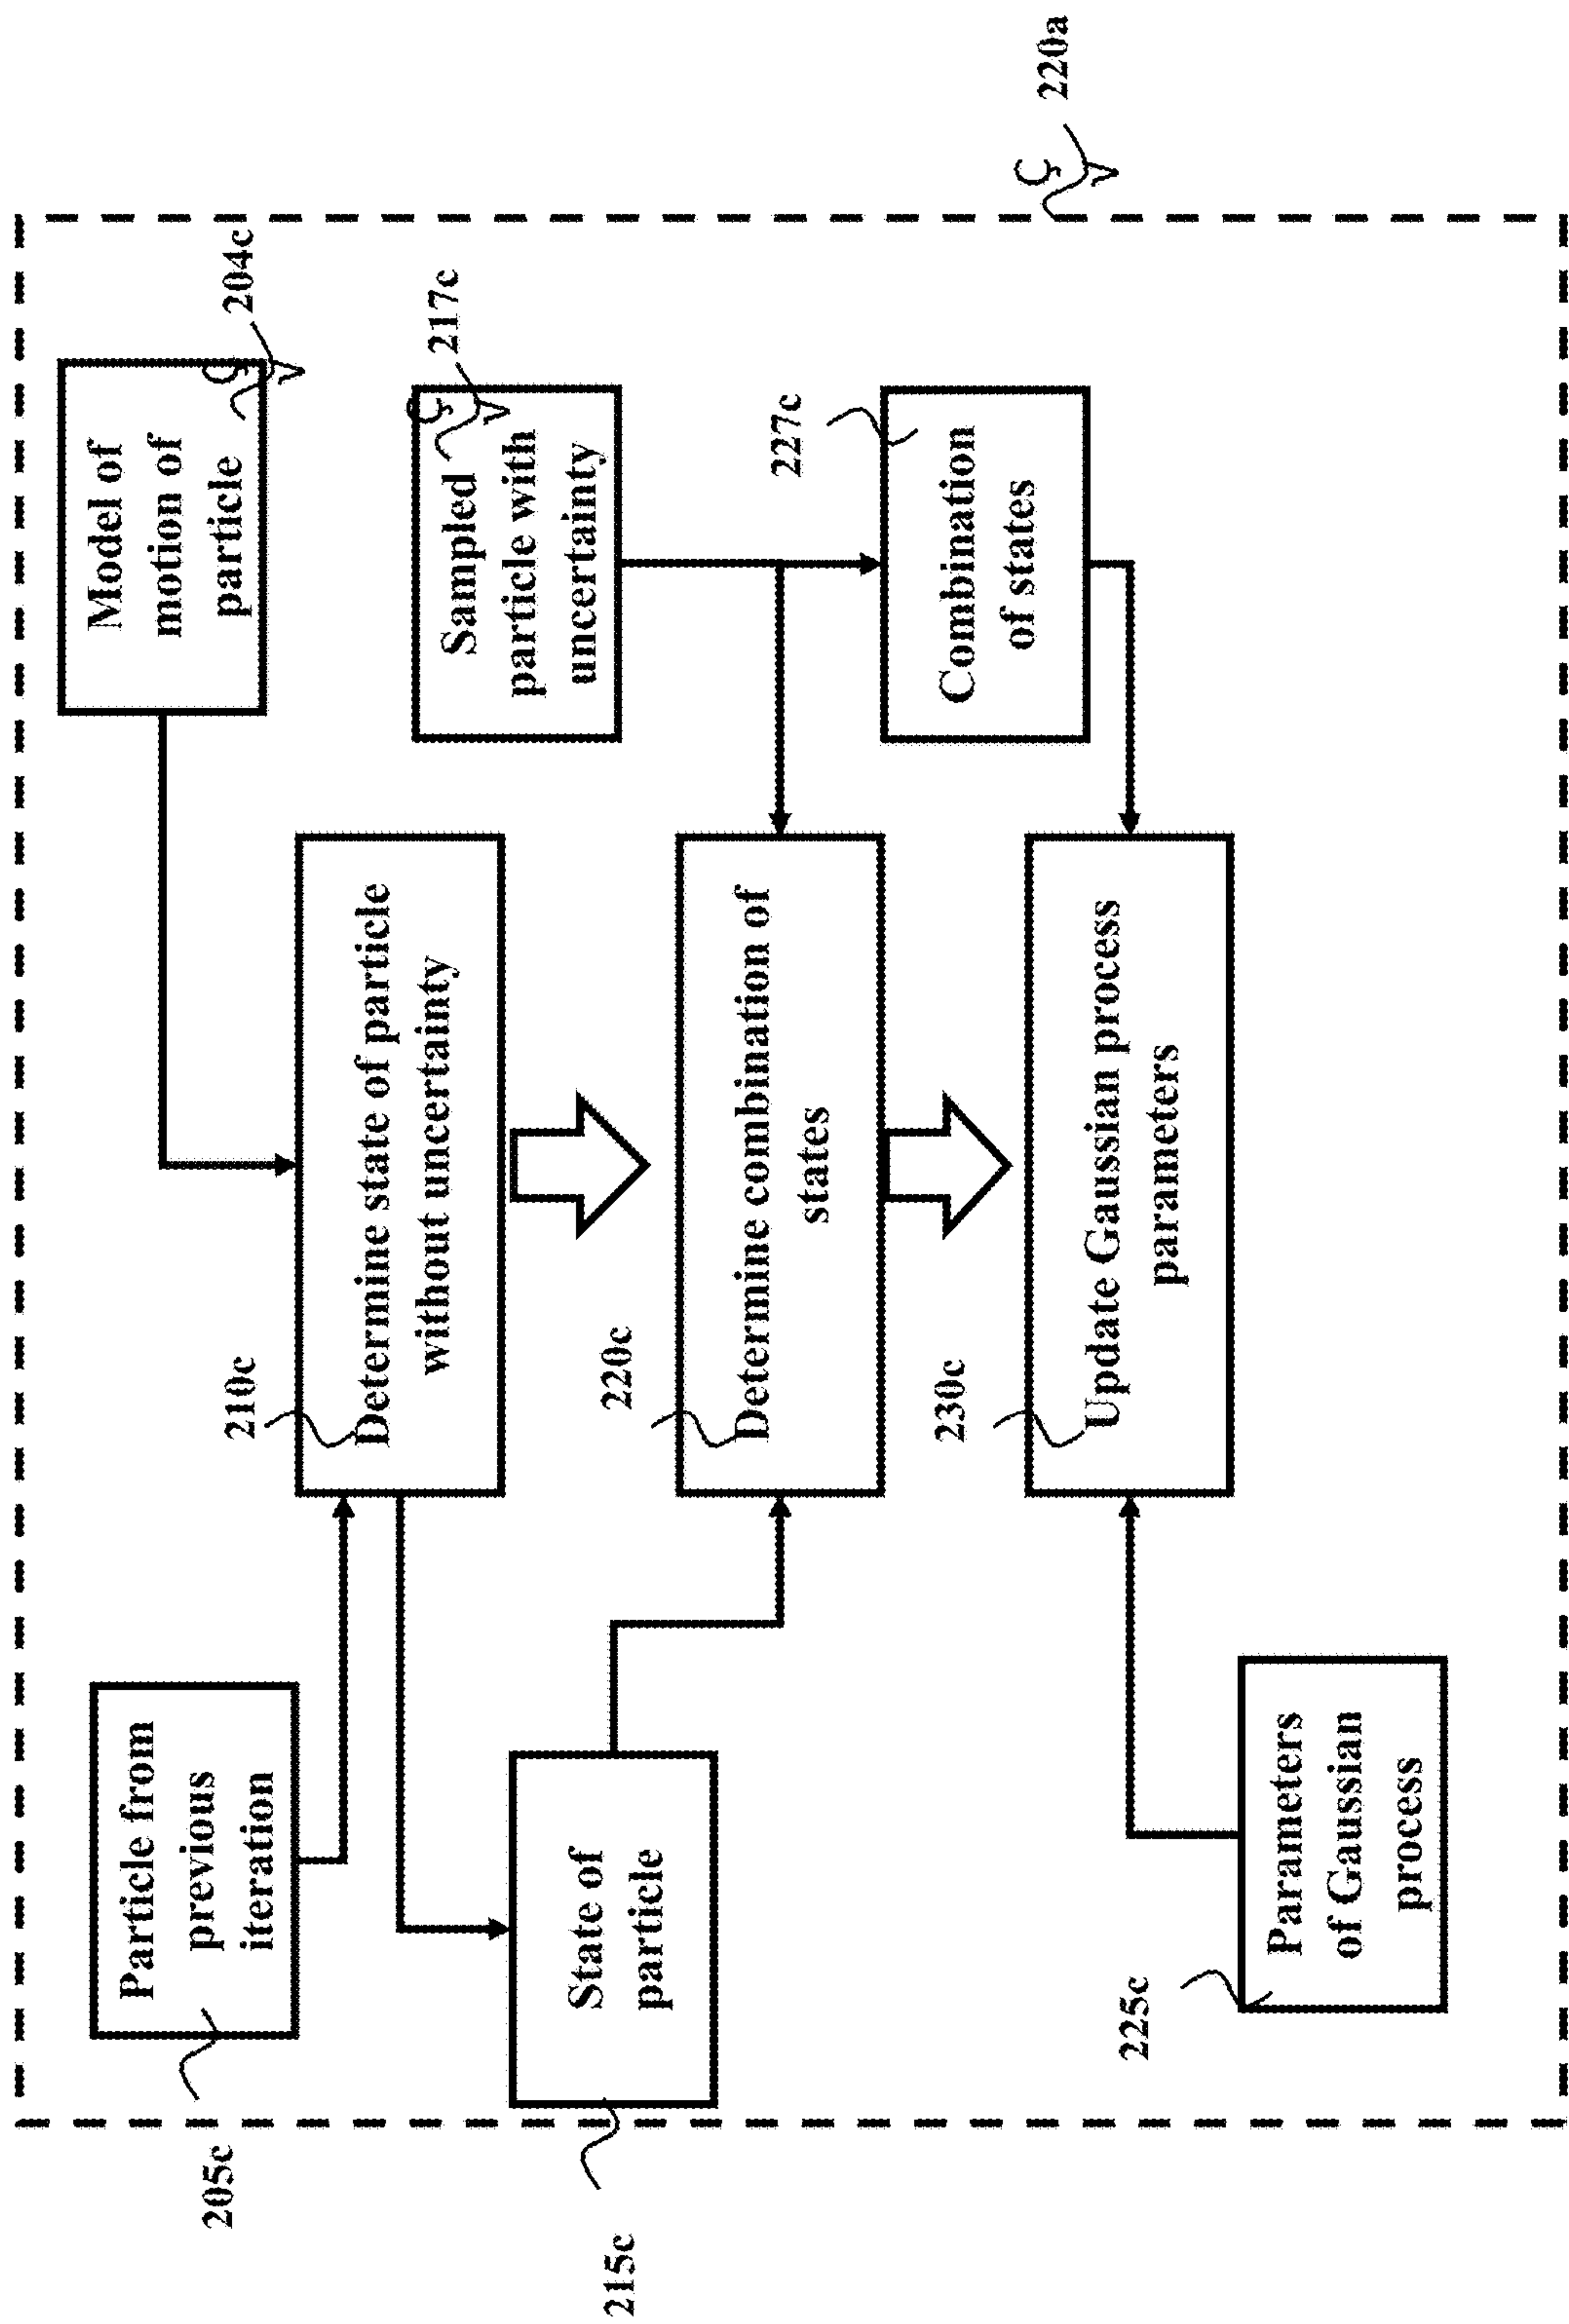 205c
Particle from
previous
iteration
Model of
motion of
particle
204c
210c
Determine state of particle
without uncertainty
215c
State of
particle
Sampled
particle with
uncertainty
217c
220c
Determine combination of
states
227c
Combination
of states
230c
Update Gaussian process
parameters
225c
Parameters
of Gaussian
process
220a